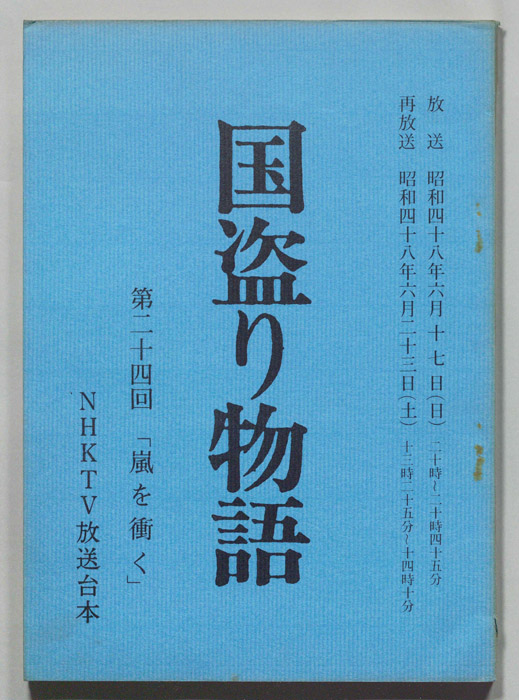 放送 昭和四十八年六月十七日(日) 二十時~二十時四十五分
再放送 昭和四十八年六月二十三日(土) 十三時二十五分~十四時十分
国盗り物語
第二十四回 「嵐を衝く」
NHKTV放送台本